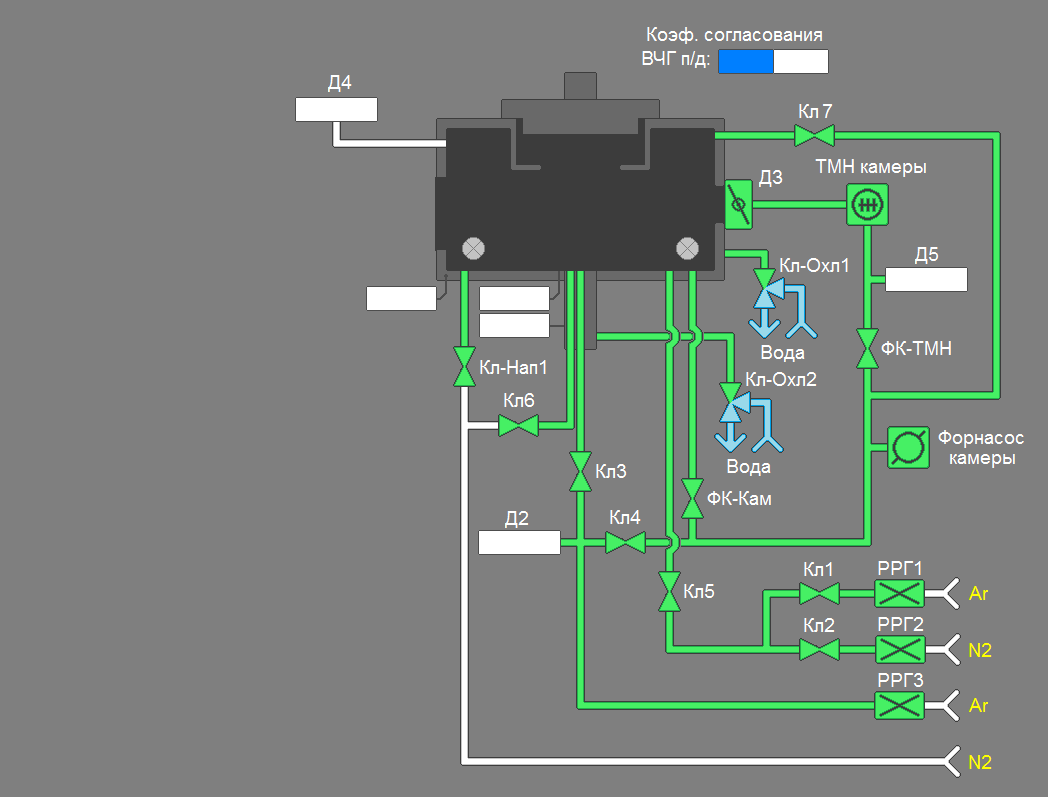 Коэф. согласования
ВЧГ п/д:
Д4
Кл 7
ТМН камеры
Д3
Д5
Кл-Охл1
Вода
ФК-ТМН
Кл-Нап1
Кл-Охл2
Кл6
Форнасос
камеры
Вода
Кл3
ФК-Кам
Д2
Кл4
Кл1
РРГ1
Ar
Кл5
Кл2
РРГ2
N2
РРГ3
Ar
N2